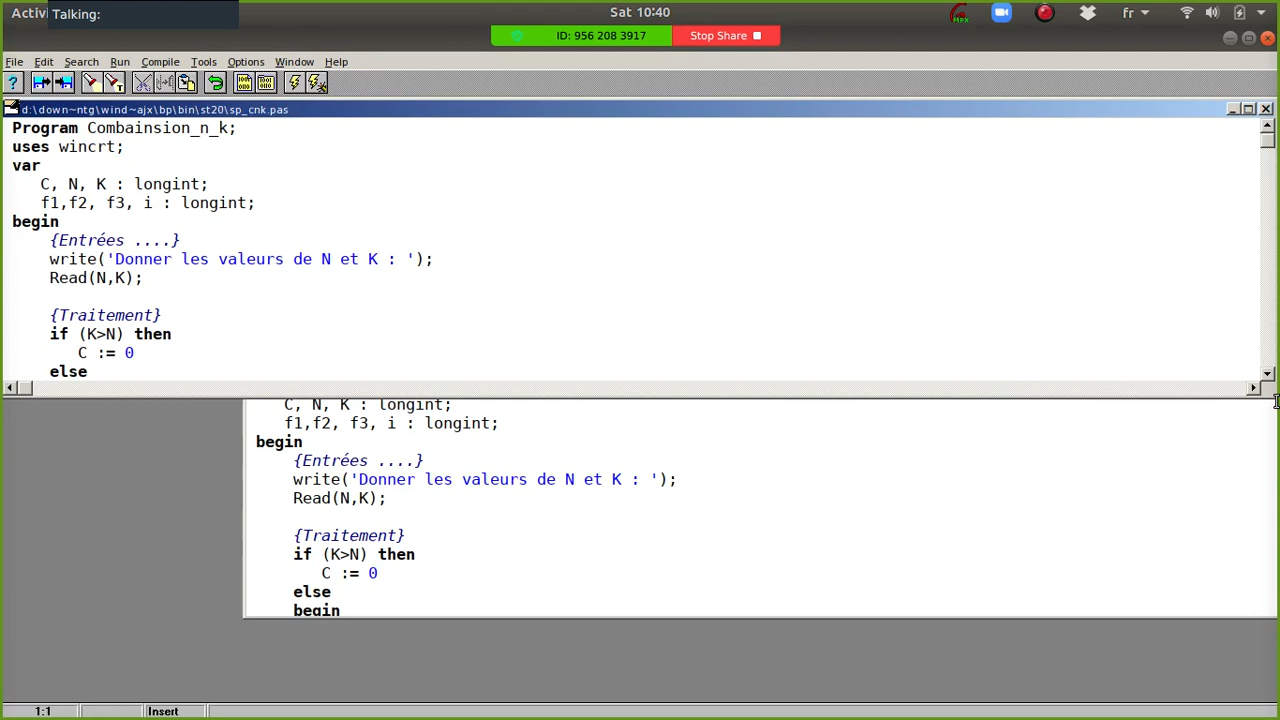 Activi
Talking:
Sat 10:40
fr
ID: 956 208 3917
Stop Share
File Edit Search Run Compile Tools Options Window Help
d:\down~ntg\wind~ajx\bp\bin\st20\sp_cnk.pas
Program Combainsion_n_k;
uses wincrt;
var
C, N, K : longint;
f1,f2, f3, i : longint;
begin
{Entrées ....}
write('Donner les valeurs de N et K : ');
Read(N,K);
{Traitement}
if (K>N) then
C := 0
else
C, N, K : longint;
f1,f2, f3, i : longint;
begin
{Entrées ....}
write('Donner les valeurs de N et K : ');
Read(N,K);
{Traitement}
if (K>N) then
C := 0
else
begin
1:1 Insert